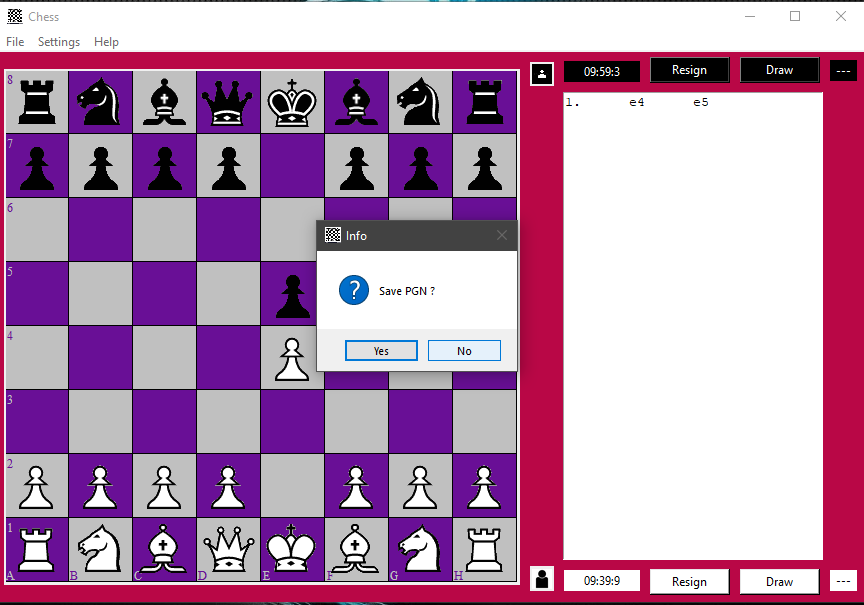 Chess
File Settings Help
09:59:3 Resign Draw ---
1. e4 e5
8
7
6
5
4
3
2
1
A B C D E F G H
Info
Save PGN ?
Yes No
09:39:9 Resign Draw ---